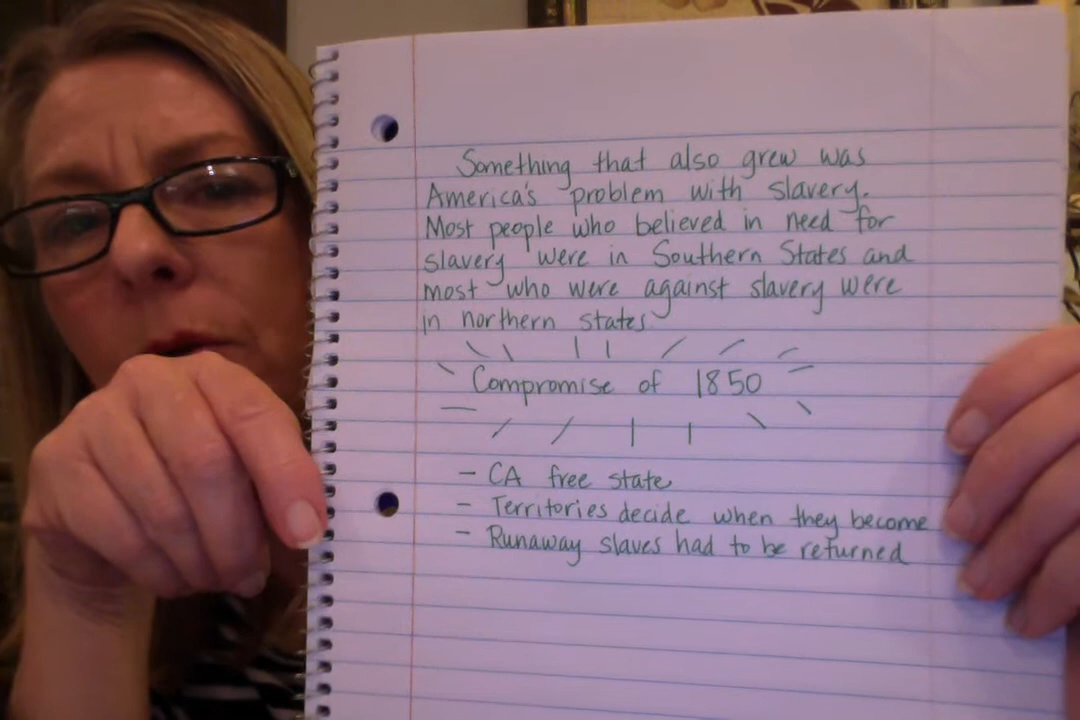 Something that also grew was
America's problem with slavery.
Most people who believed in need for
slavery were in Southern States and
most who were against slavery were
in northern states
Compromise of 1850
- CA free state
- Territories decide when they become
- Runaway slaves had to be returned